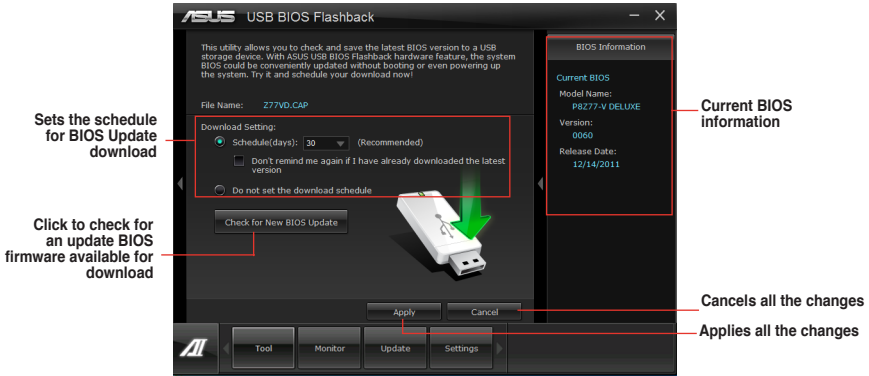 ASUS USB BIOS Flashback
This utility allows you to check and save the latest BIOS version to a USB
storage device. With ASUS USB BIOS Flashback hardware feature, the system
BIOS could be conveniently updated without booting or even powering up
the system. Try it and schedule your download now!
File Name: Z77VD.CAP
Download Setting:
Schedule(days): 30 (Recommended)
Don't remind me again if I have already downloaded the latest
version
Do not set the download schedule
Check for New BIOS Update
Apply Cancel
BIOS Information
Current BIOS
Model Name:
P8Z77-V DELUXE
Version:
0060
Release Date:
12/14/2011
Tool Monitor Update Settings
Sets the schedule
for BIOS Update
download
Click to check for
an update BIOS
firmware available for
download
Current BIOS
information
Cancels all the changes
Applies all the changes